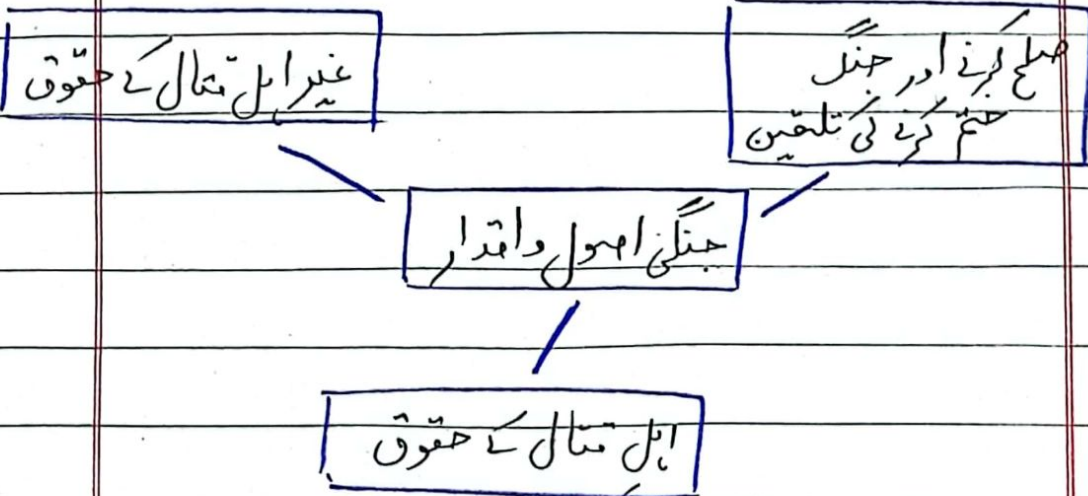 صلح کرنے اور جنگ
ختم کرنے کی تلقین
غیر اہل قتال کے حقوق
جنگی اصول و اقدار
اہل قتال کے حقوق